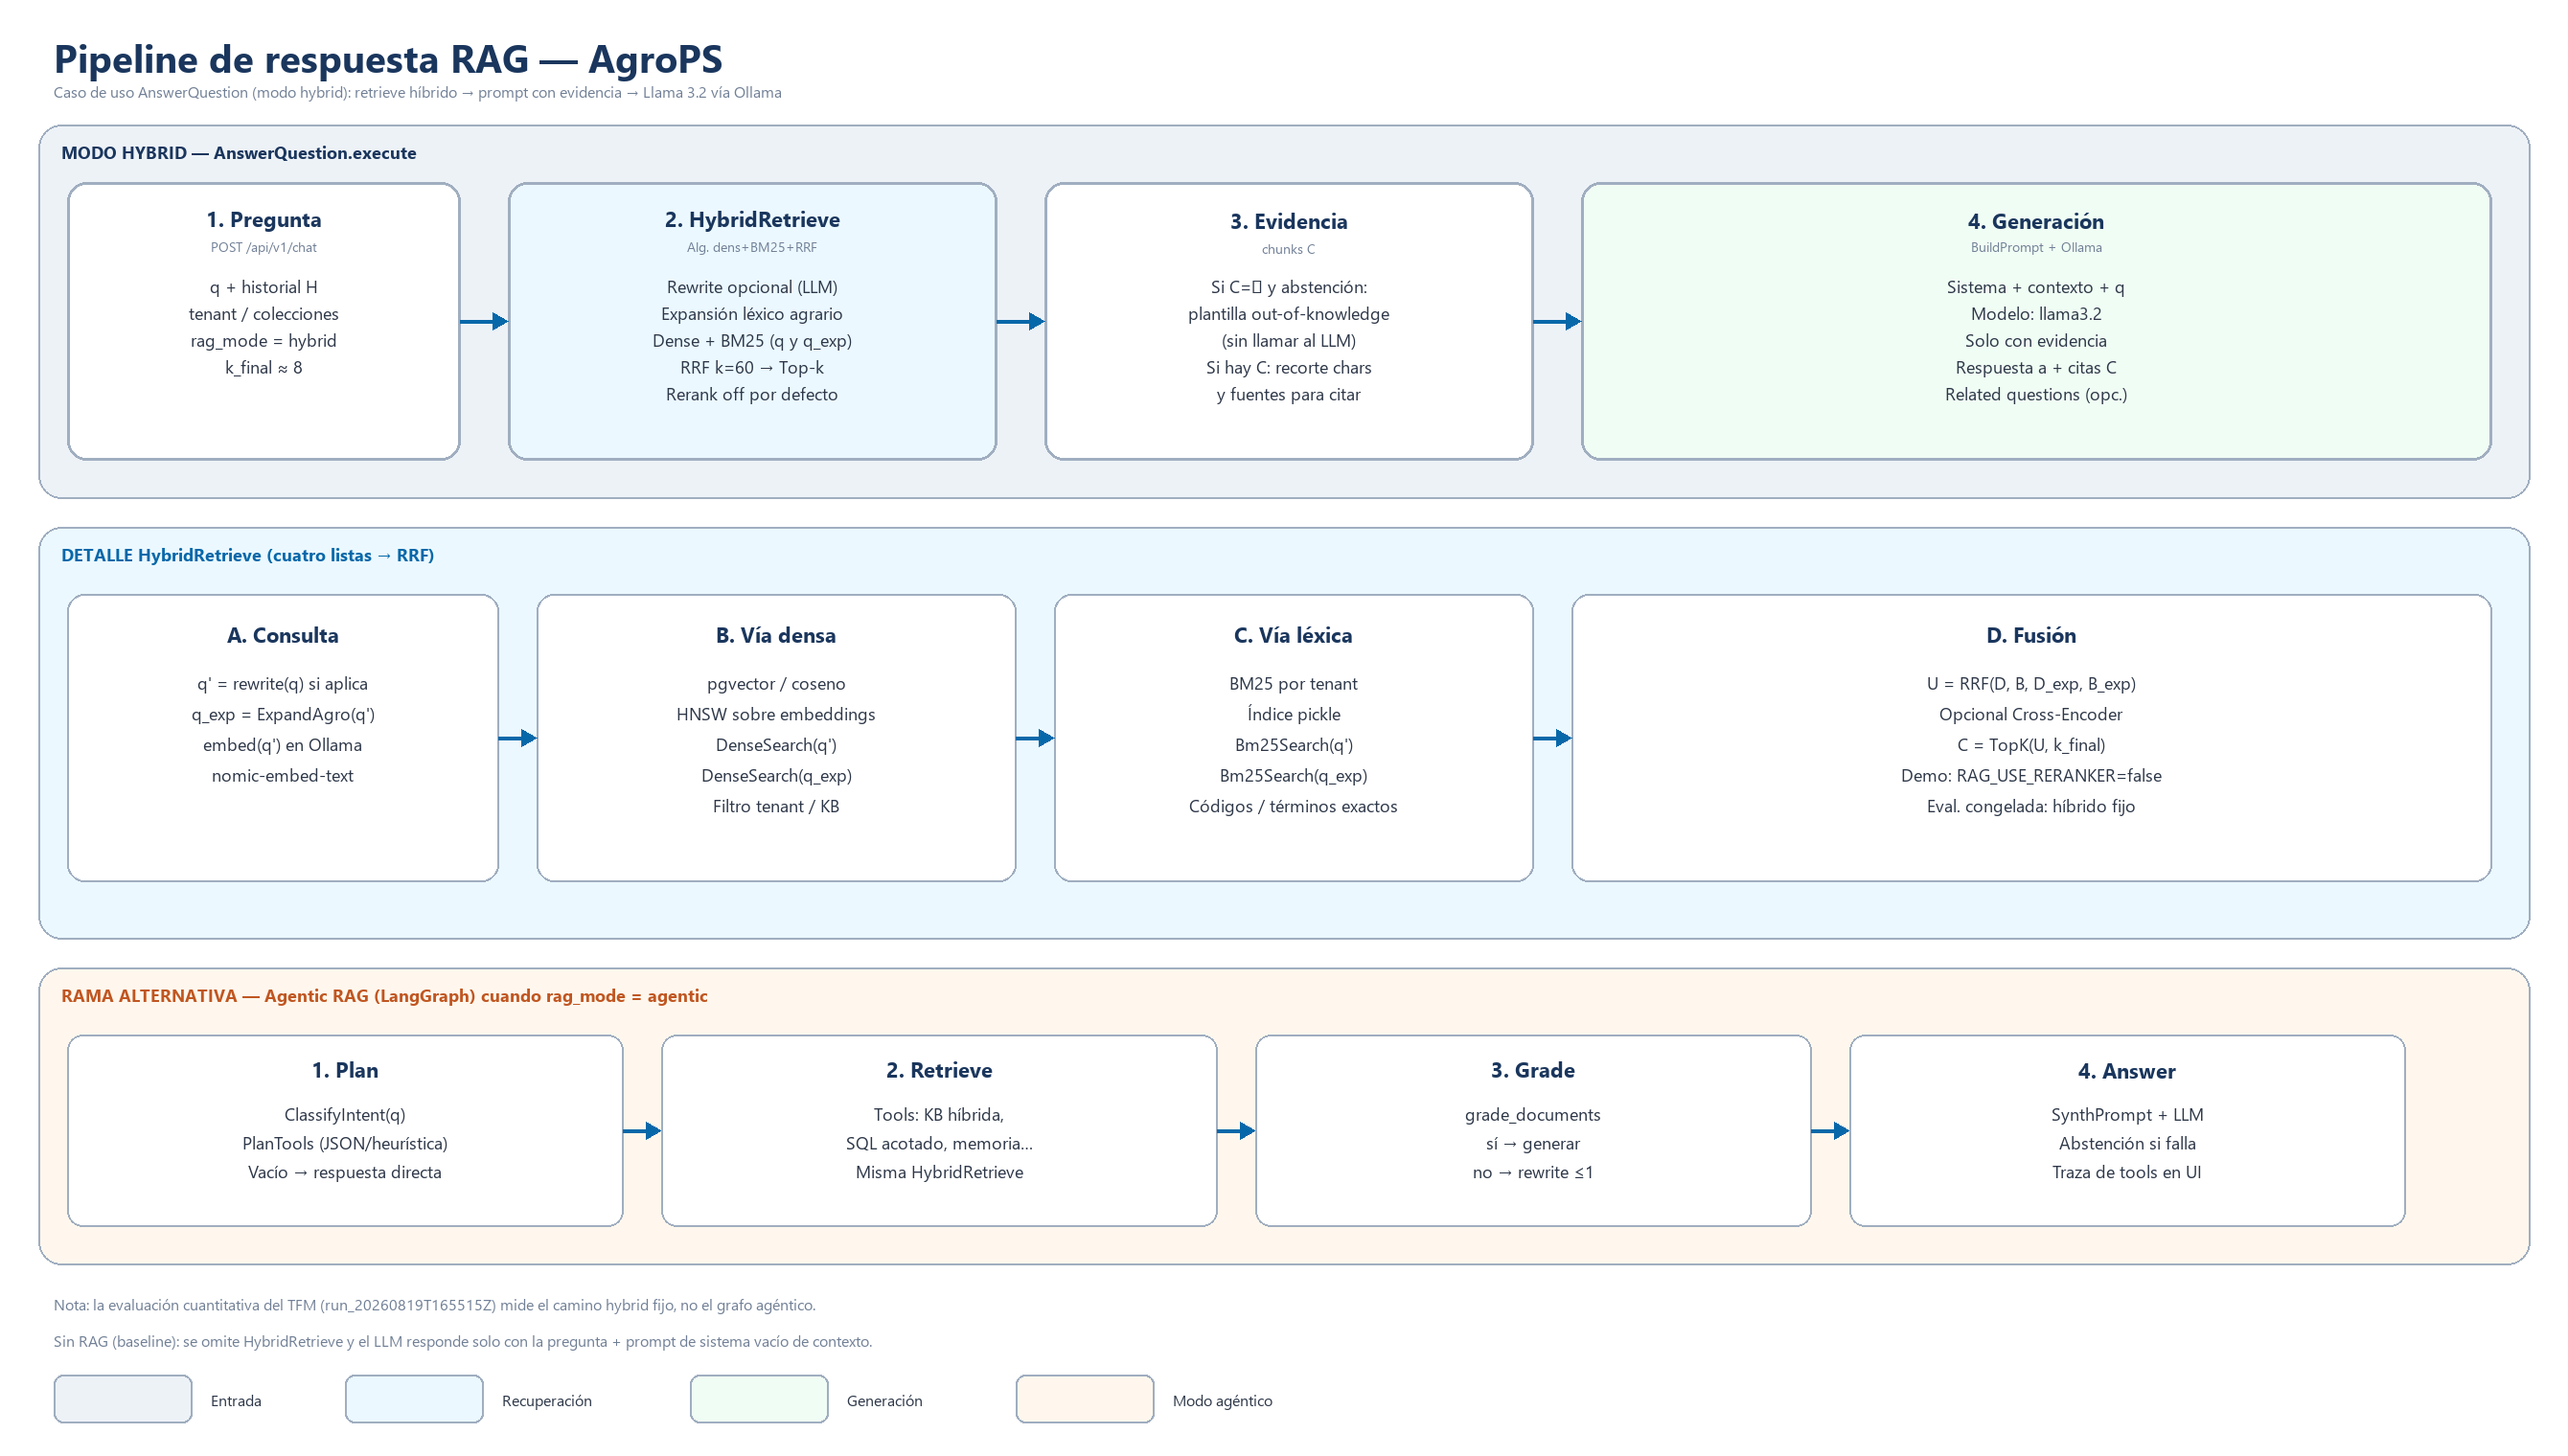 Pipeline de respuesta RAG — AgroPS
Caso de uso AnswerQuestion (modo hybrid): retrieve híbrido → prompt con evidencia → Llama 3.2 vía Ollama
MODO HYBRID — AnswerQuestion.execute
1. Pregunta
POST /api/v1/chat
q + historial H
tenant / colecciones
rag_mode = hybrid
k_final ≈ 8
2. HybridRetrieve
Alg. dens+BM25+RRF
Rewrite opcional (LLM)
Expansión léxico agrario
Dense + BM25 (q y q_exp)
RRF k=60 → Top-k
Rerank off por defecto
3. Evidencia
chunks C
Si C=▯ y abstención:
plantilla out-of-knowledge
(sin llamar al LLM)
Si hay C: recorte chars
y fuentes para citar
4. Generación
BuildPrompt + Ollama
Sistema + contexto + q
Modelo: llama3.2
Solo con evidencia
Respuesta a + citas C
Related questions (opc.)
DETALLE HybridRetrieve (cuatro listas → RRF)
A. Consulta
q' = rewrite(q) si aplica
q_exp = ExpandAgro(q')
embed(q') en Ollama
nomic-embed-text
B. Vía densa
pgvector / coseno
HNSW sobre embeddings
DenseSearch(q')
DenseSearch(q_exp)
Filtro tenant / KB
C. Vía léxica
BM25 por tenant
Índice pickle
Bm25Search(q')
Bm25Search(q_exp)
Códigos / términos exactos
D. Fusión
U = RRF(D, B, D_exp, B_exp)
Opcional Cross-Encoder
C = TopK(U, k_final)
Demo: RAG_USE_RERANKER=false
Eval. congelada: híbrido fijo
RAMA ALTERNATIVA — Agentic RAG (LangGraph) cuando rag_mode = agentic
1. Plan
ClassifyIntent(q)
PlanTools (JSON/heurística)
Vacío → respuesta directa
2. Retrieve
Tools: KB híbrida,
SQL acotado, memoria...
Misma HybridRetrieve
3. Grade
grade_documents
sí → generar
no → rewrite ≤1
4. Answer
SynthPrompt + LLM
Abstención si falla
Traza de tools en UI
Nota: la evaluación cuantitativa del TFM (run_20260819T165515Z) mide el camino hybrid fijo, no el grafo agéntico.
Sin RAG (baseline): se omite HybridRetrieve y el LLM responde solo con la pregunta + prompt de sistema vacío de contexto.
Entrada
Recuperación
Generación
Modo agéntico